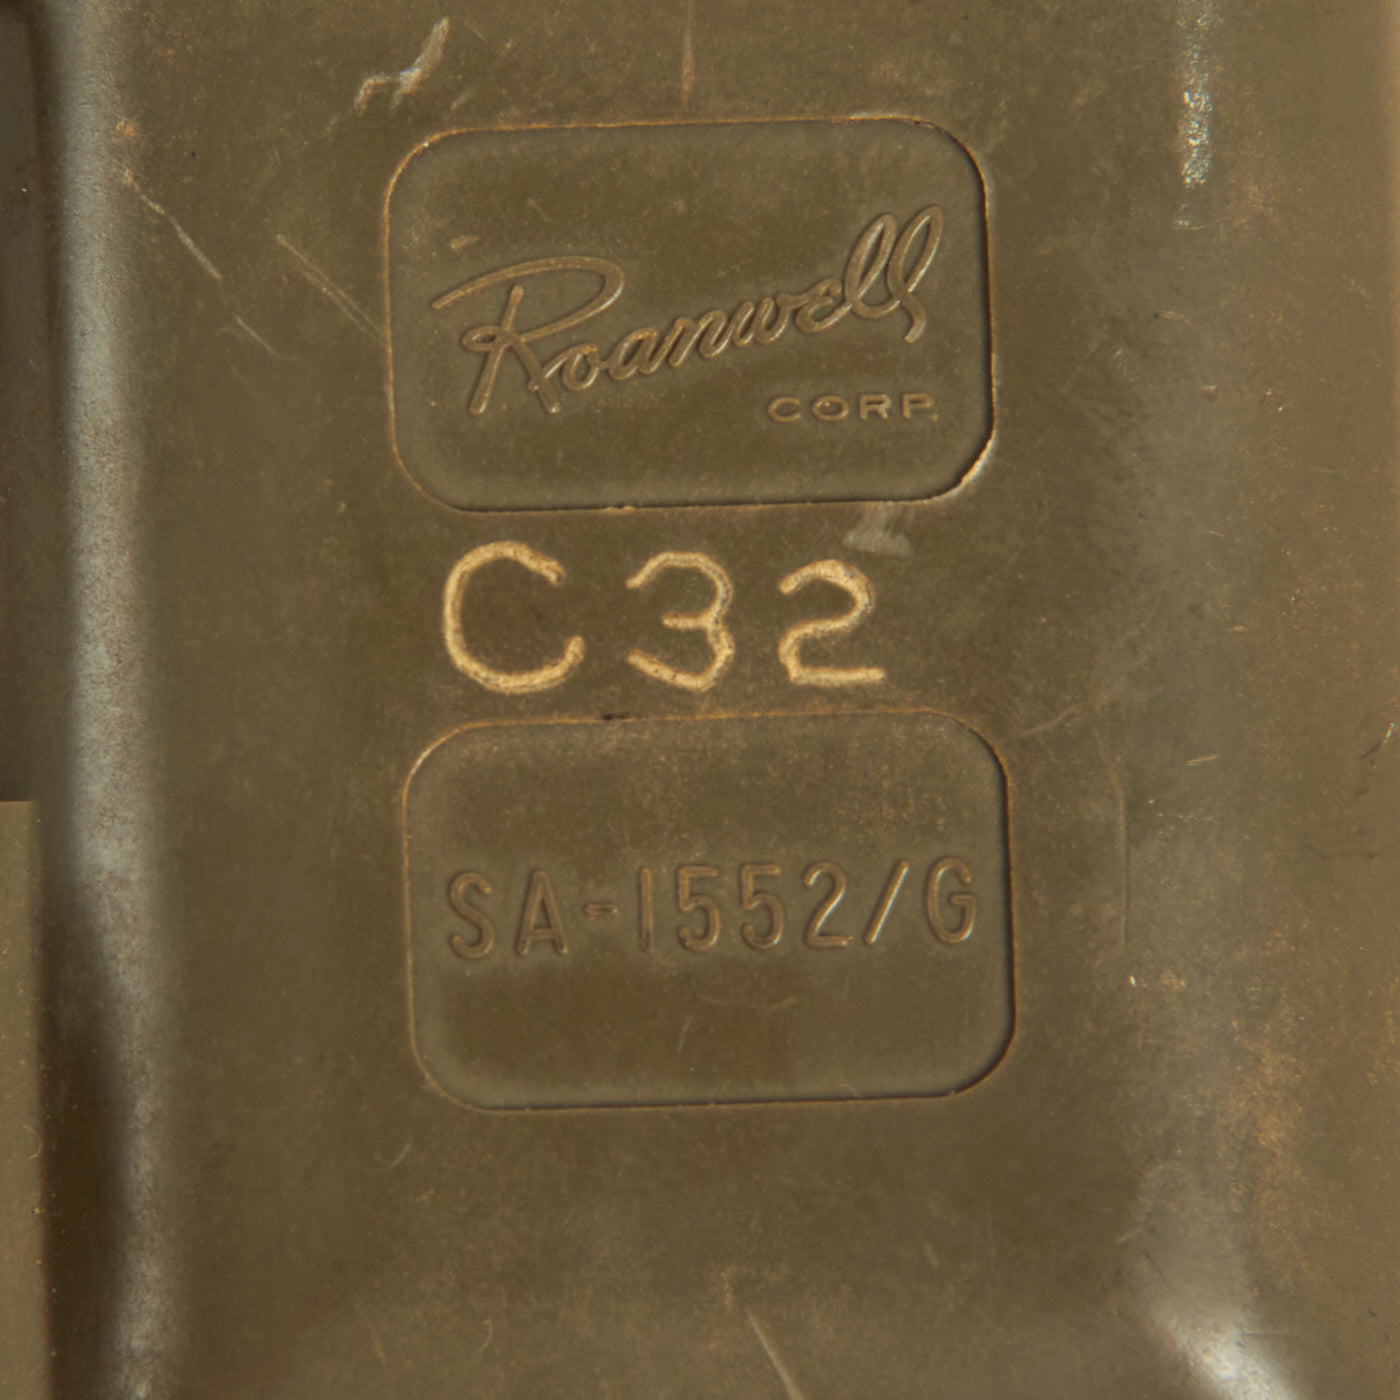 Roanwell
CORP.
C32
SA-1552/G